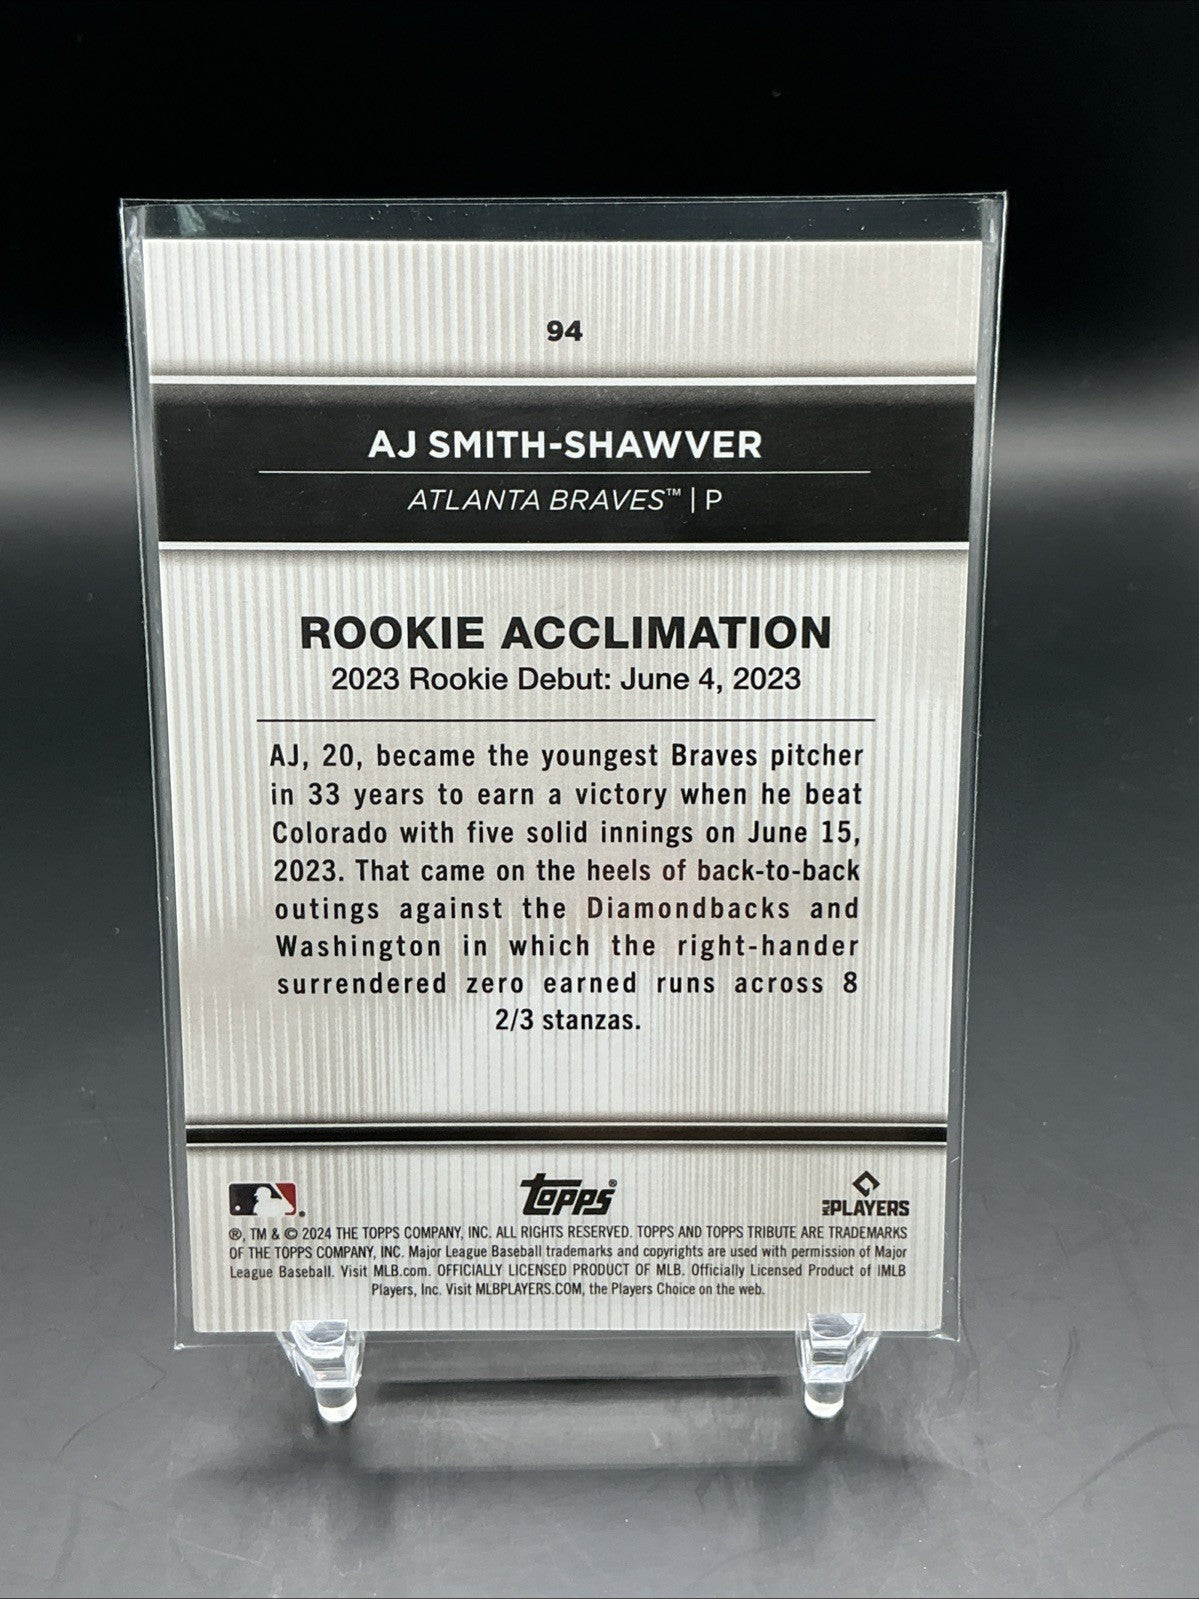 94
AJ SMITH-SHAWVER
ATLANTA BRAVES™ | P
ROOKIE ACCLIMATION
2023 Rookie Debut: June 4, 2023
AJ, 20, became the youngest Braves pitcher
in 33 years to earn a victory when he beat
Colorado with five solid innings on June 15,
2023. That came on the heels of back-to-back
outings against the Diamondbacks and
Washington in which the right-hander
surrendered zero earned runs across 8
2/3 stanzas.
Topps® MLB PLAYERS
®, TM & © 2024 THE TOPPS COMPANY, INC. ALL RIGHTS RESERVED. TOPPS AND TOPPS TRIBUTE ARE TRADEMARKS
OF THE TOPPS COMPANY, INC. Major League Baseball trademarks and copyrights are used with permission of Major
League Baseball. Visit MLB.com. OFFICIALLY LICENSED PRODUCT OF MLB. Officially Licensed Product of IMLB
Players, Inc. Visit MLBPLAYERS.COM, the Players Choice on the web.